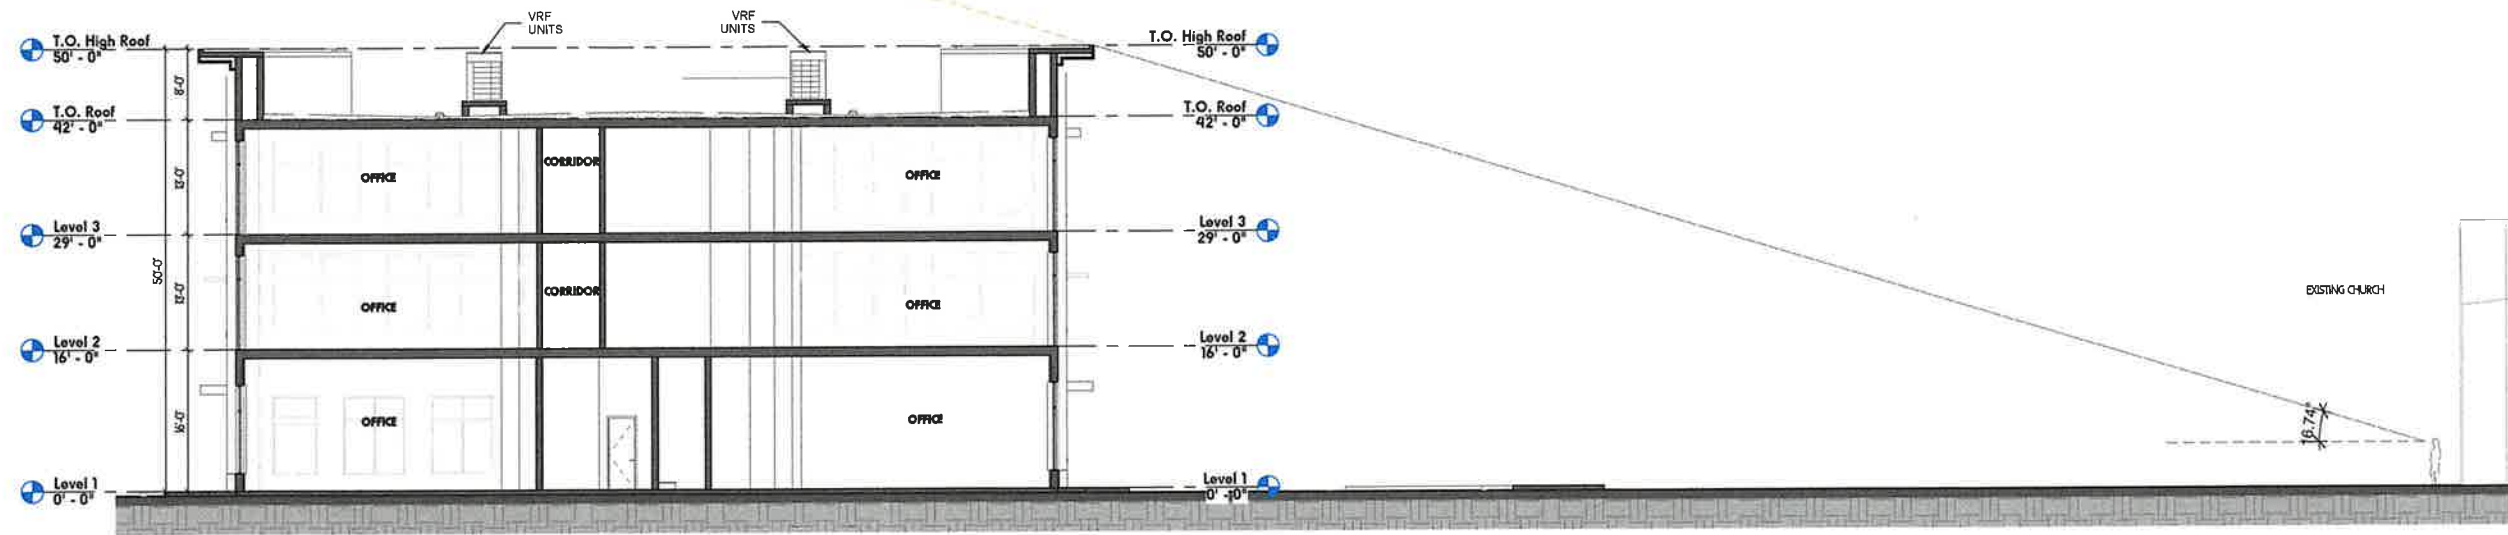 VRF
UNITS
VRF
UNITS
T.O. High Roof
50' - 0"
T.O. High Roof
50' - 0"
8'-0"
T.O. Roof
42' - 0"
T.O. Roof
42' - 0"
CORRIDOR
OFFICE
OFFICE
13'-0"
Level 3
29' - 0"
Level 3
29' - 0"
50'-0"
13'-0"
CORRIDOR
OFFICE
OFFICE
EXISTING CHURCH
Level 2
16' - 0"
Level 2
16' - 0"
16'-0"
OFFICE
OFFICE
16.74°
Level 1
0' - 0"
Level 1
0' - 0"